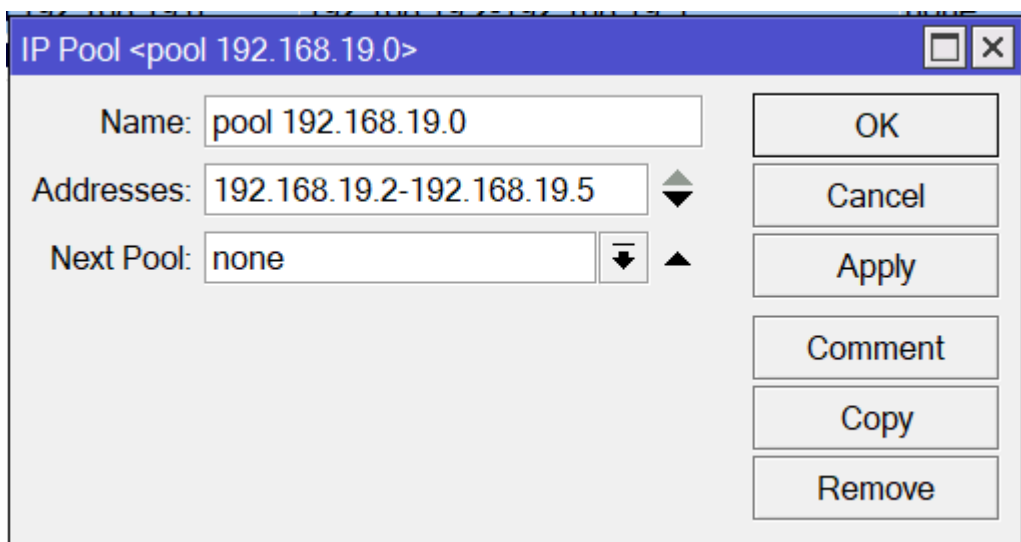 IP Pool <pool 192.168.19.0>
Name: pool 192.168.19.0
OK
Addresses: 192.168.19.2-192.168.19.5
Cancel
Next Pool: none
Apply
Comment
Copy
Remove